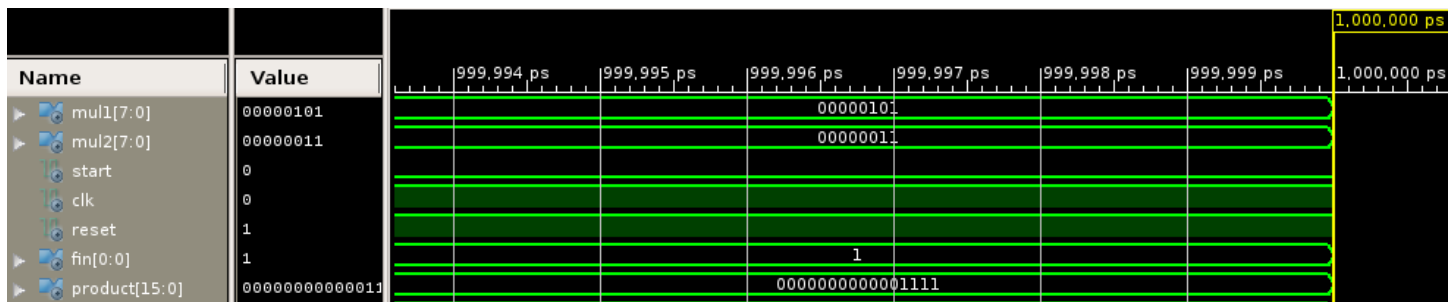 1,000,000 ps
Name Value 999,994 ps 999,995 ps 999,996 ps 999,997 ps 999,998 ps 999,999 ps 1,000,000 ps
mul1[7:0] 00000101 00000101
mul2[7:0] 00000011 00000011
start 0
clk 0
reset 1
fin[0:0] 1 1
product[15:0] 00000000000011 0000000000001111